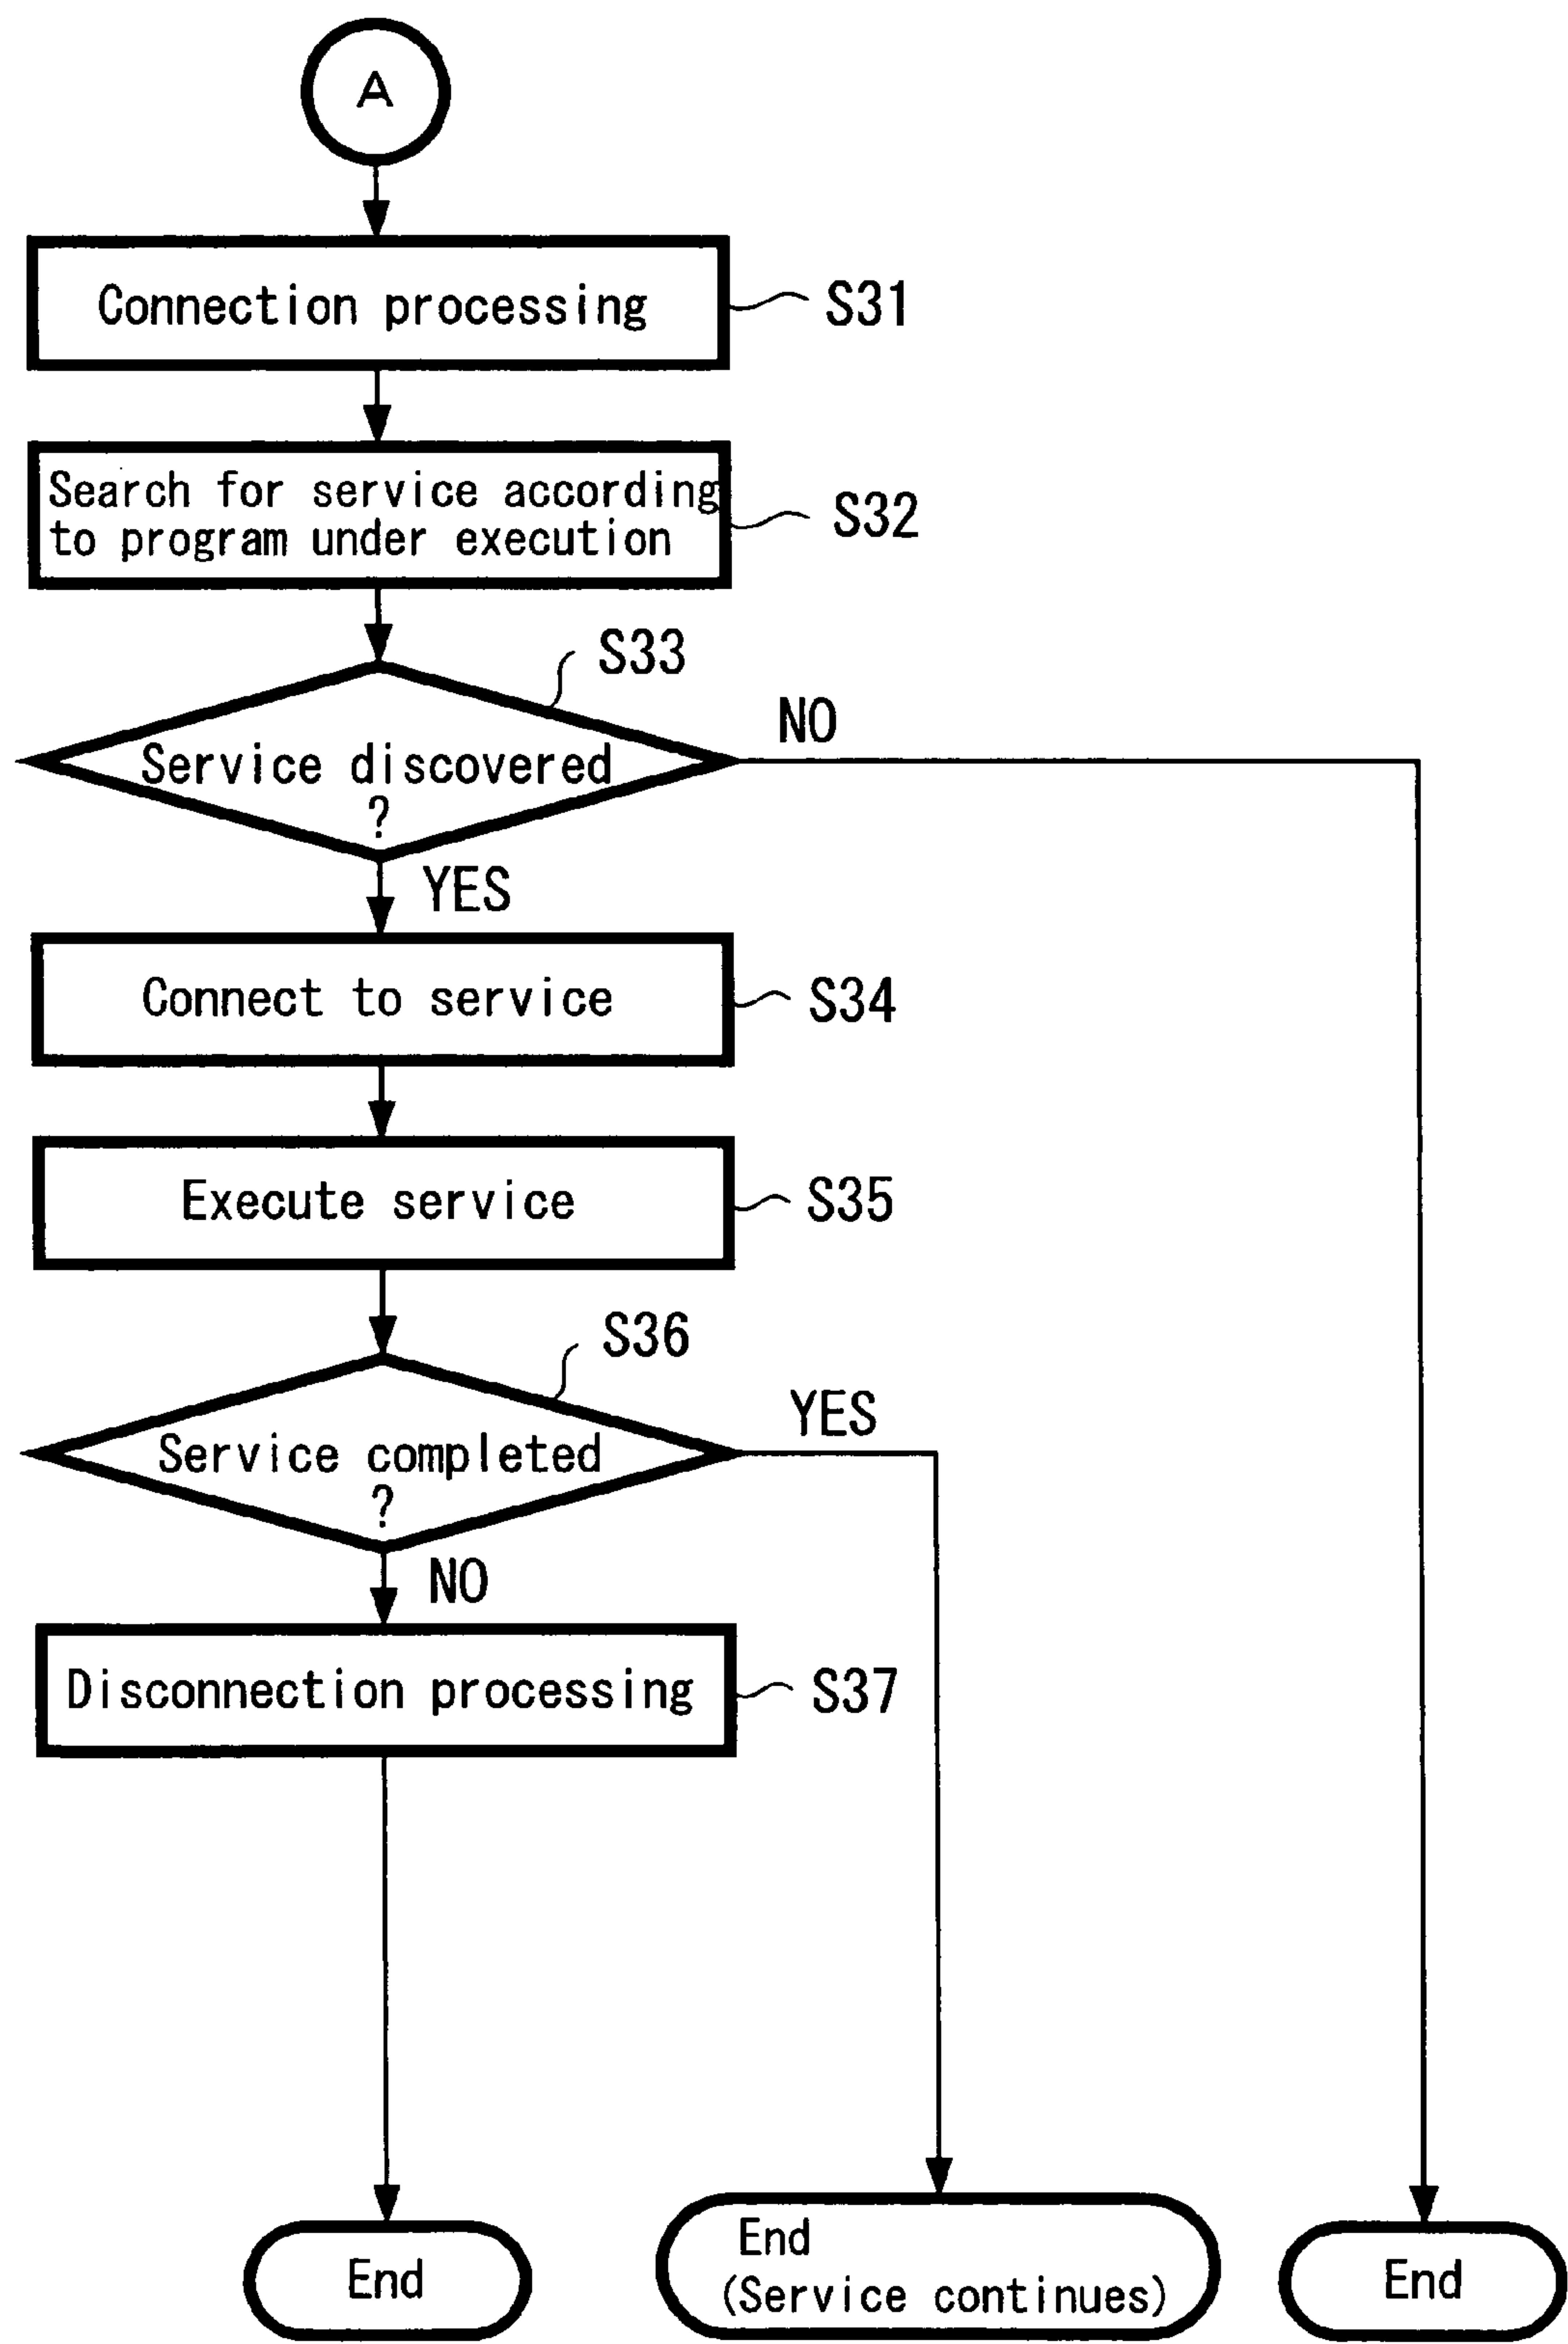 A
Connection processing
S31
Search for service according
to program under execution
S32
S33
Service discovered
?
NO
YES
Connect to service
S34
Execute service
S35
S36
Service completed
?
YES
NO
Disconnection processing
S37
End
End
(Service continues)
End